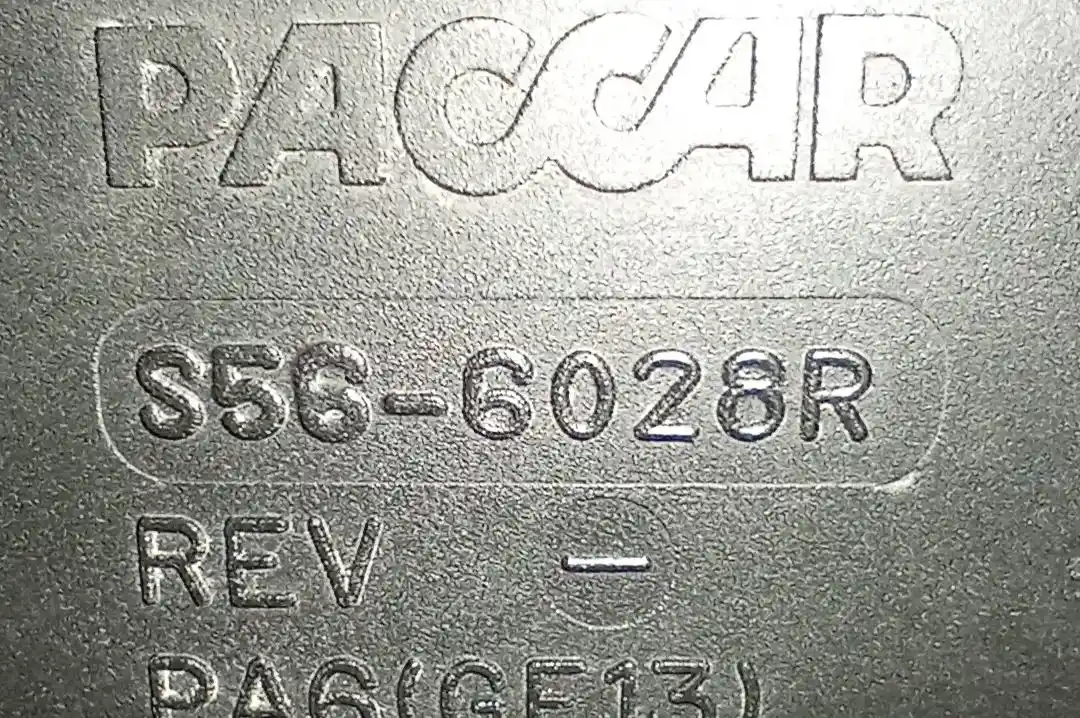 PACCAR
S56-6028R
REV –
PA6(GF13)